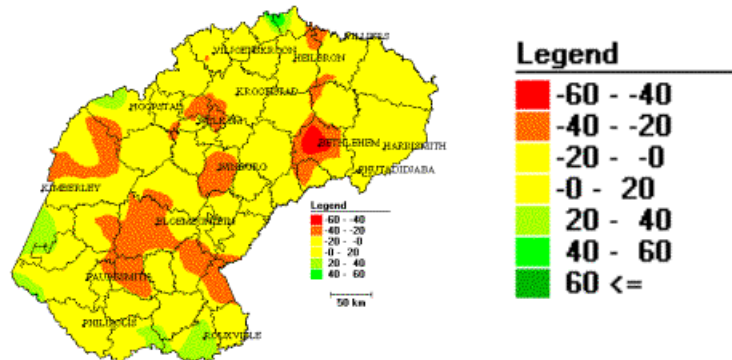 VILLIERS
VILJOENSKROON
HEILBRON
KROONSTAD
HOOPSTAD
BETHLEHEM
HARRISMITH
WINBURG
KIMBERLEY
BLOEMFONTEIN
FAURESMITH
ROUXVILLE
Legend
-60 - -40
-40 - -20
-20 - -0
-0 - 20
20 - 40
40 - 60
50 km
Legend
-60 - -40
-40 - -20
-20 - -0
-0 - 20
20 - 40
40 - 60
60 <=